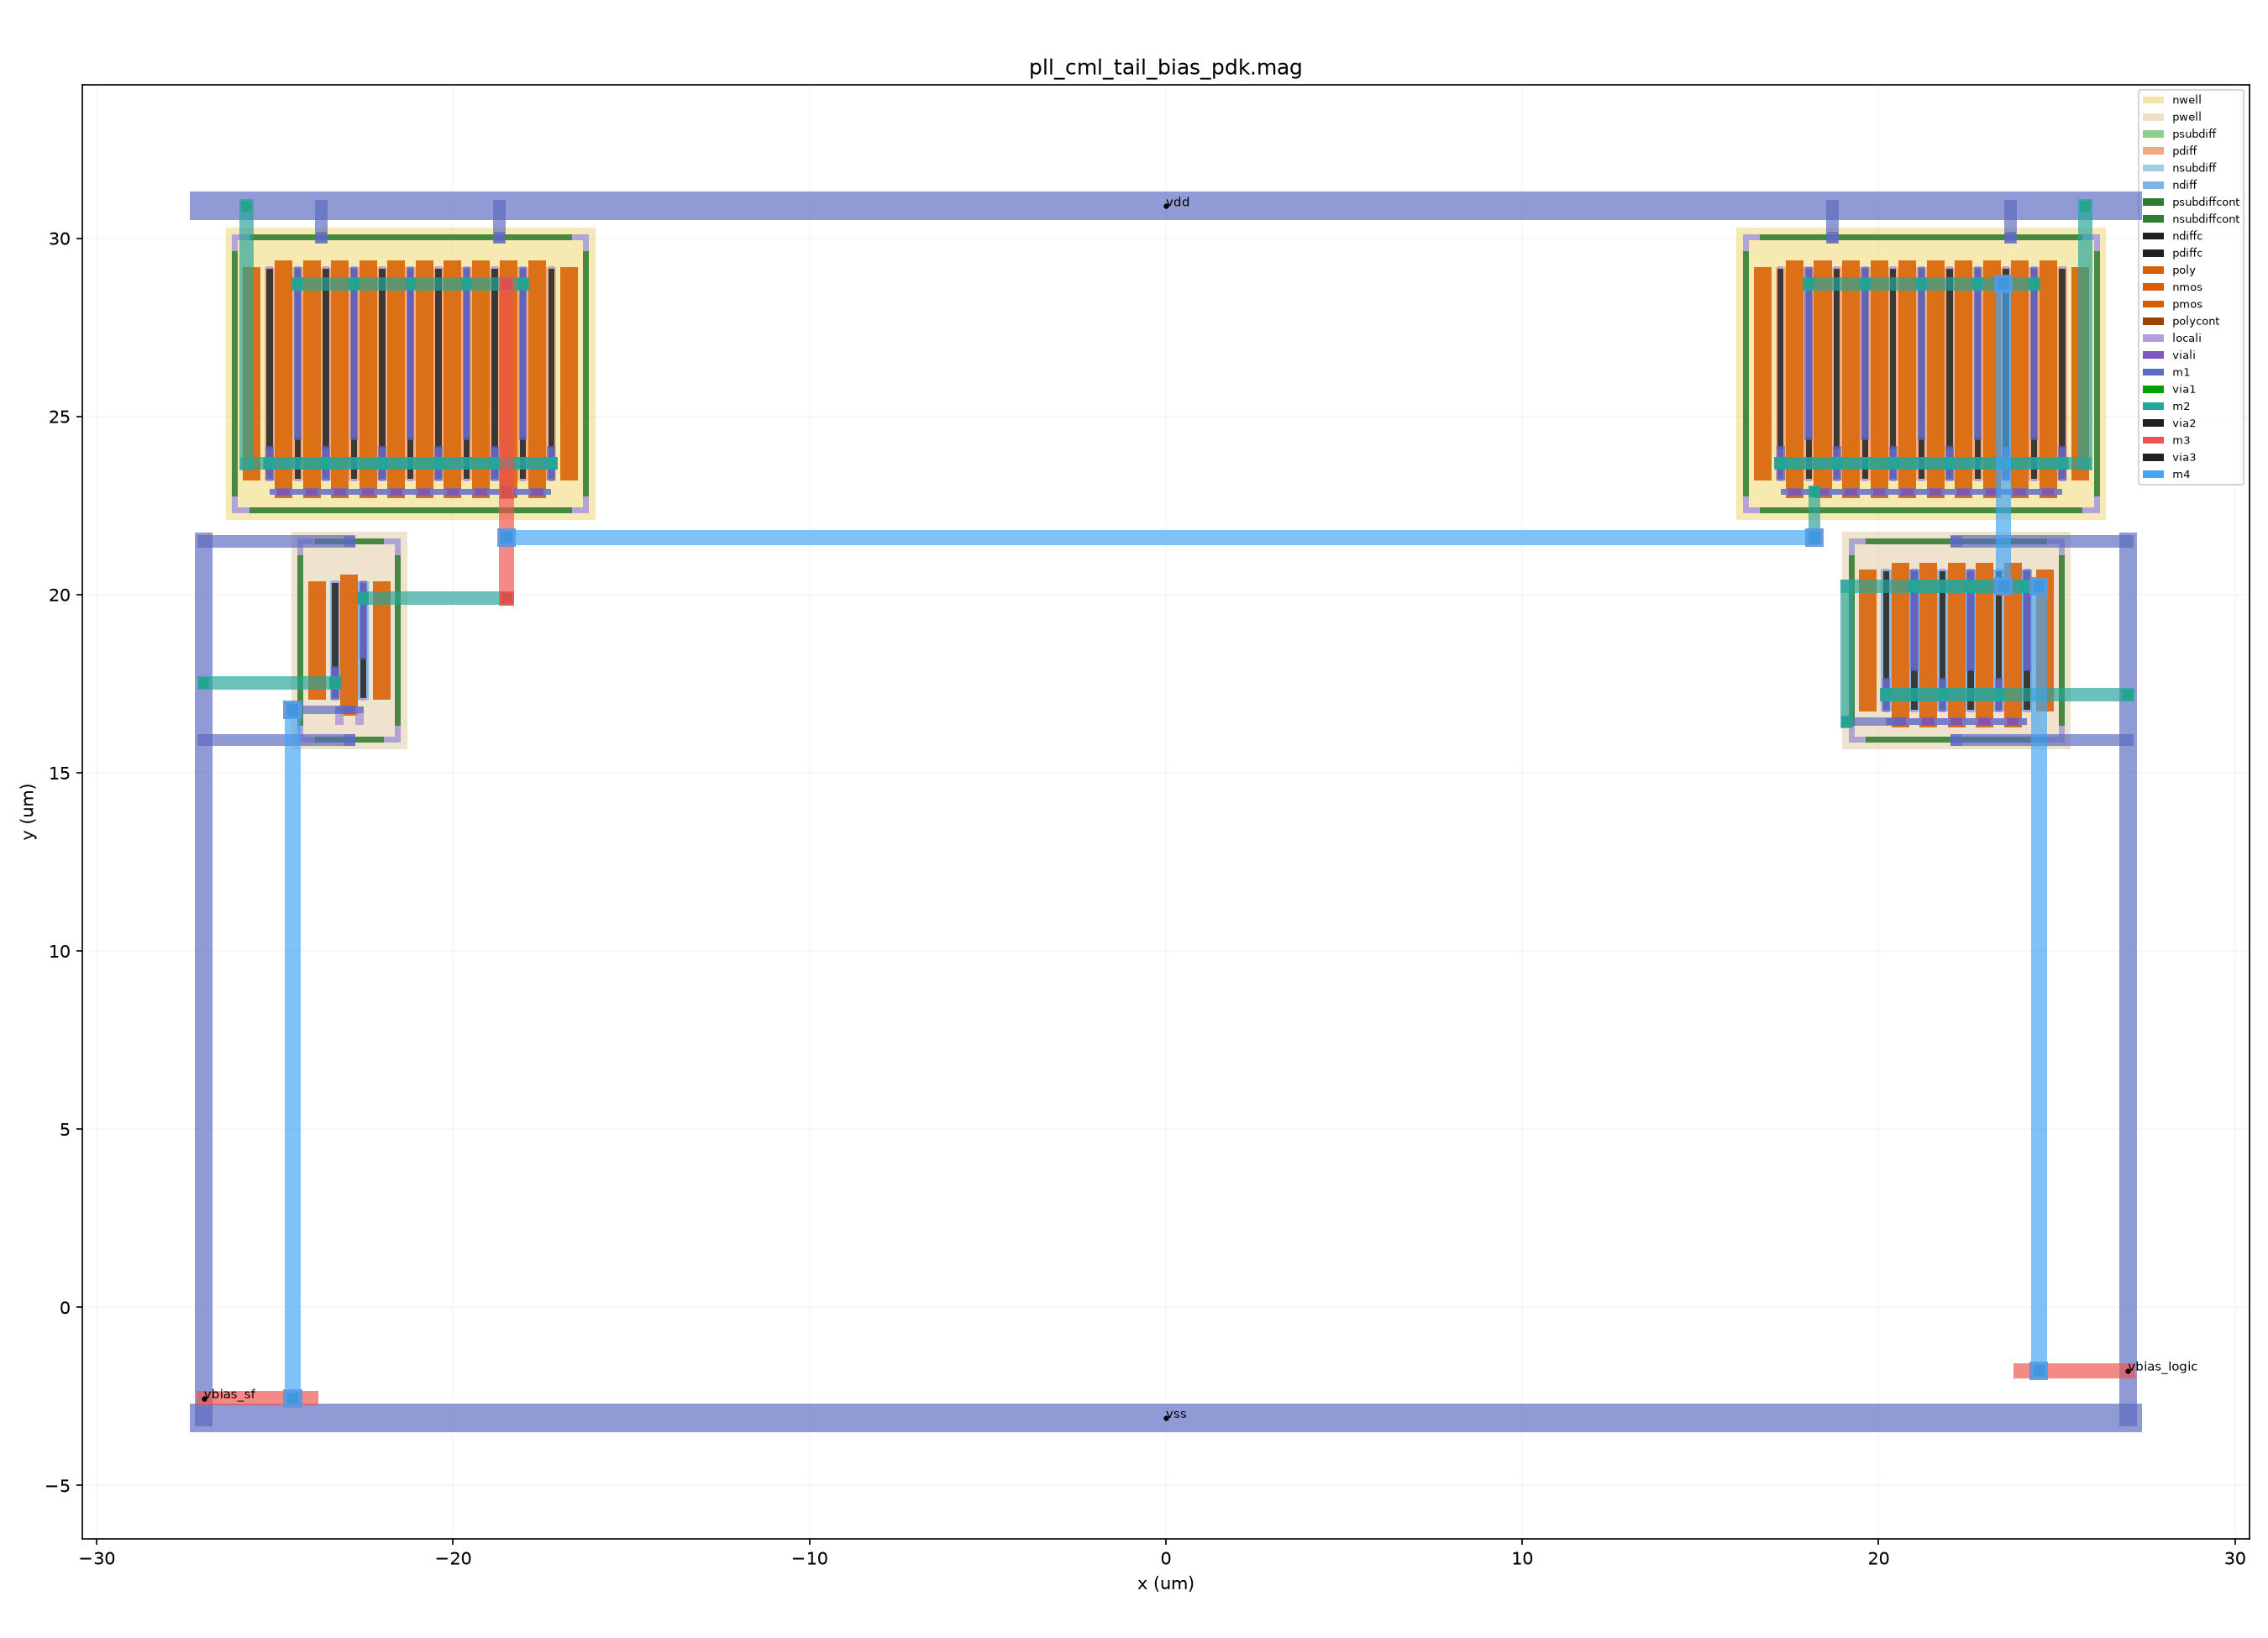 pll_cml_tail_bias_pdk.mag
nwell
pwell
psubdiff
pdiff
nsubdiff
ndiff
psubdiffcont
nsubdiffcont
ndiffc
pdiffc
poly
nmos
pmos
polycont
locali
viali
m1
via1
m2
via2
m3
via3
m4
vdd
vbias_logic
vbias_sf
vss
30
25
20
15
10
5
0
−5
y (um)
−30
−20
−10
0
10
20
30
x (um)